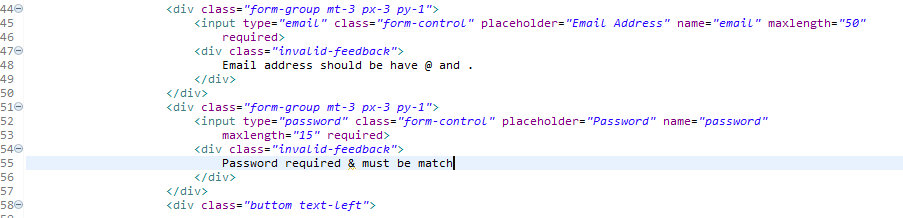 44 <div class="form-group mt-3 px-3 py-1">
45 <input type="email" class="form-control" placeholder="Email Address" name="email" maxlength="50"
46 required>
47 <div class="invalid-feedback">
48 Email address should be have @ and .
49 </div>
50 </div>
51 <div class="form-group mt-3 px-3 py-1">
52 <input type="password" class="form-control" placeholder="Password" name="password"
53 maxlength="15" required>
54 <div class="invalid-feedback">
55 Password required & must be match
56 </div>
57 </div>
58 <div class="buttom text-left">